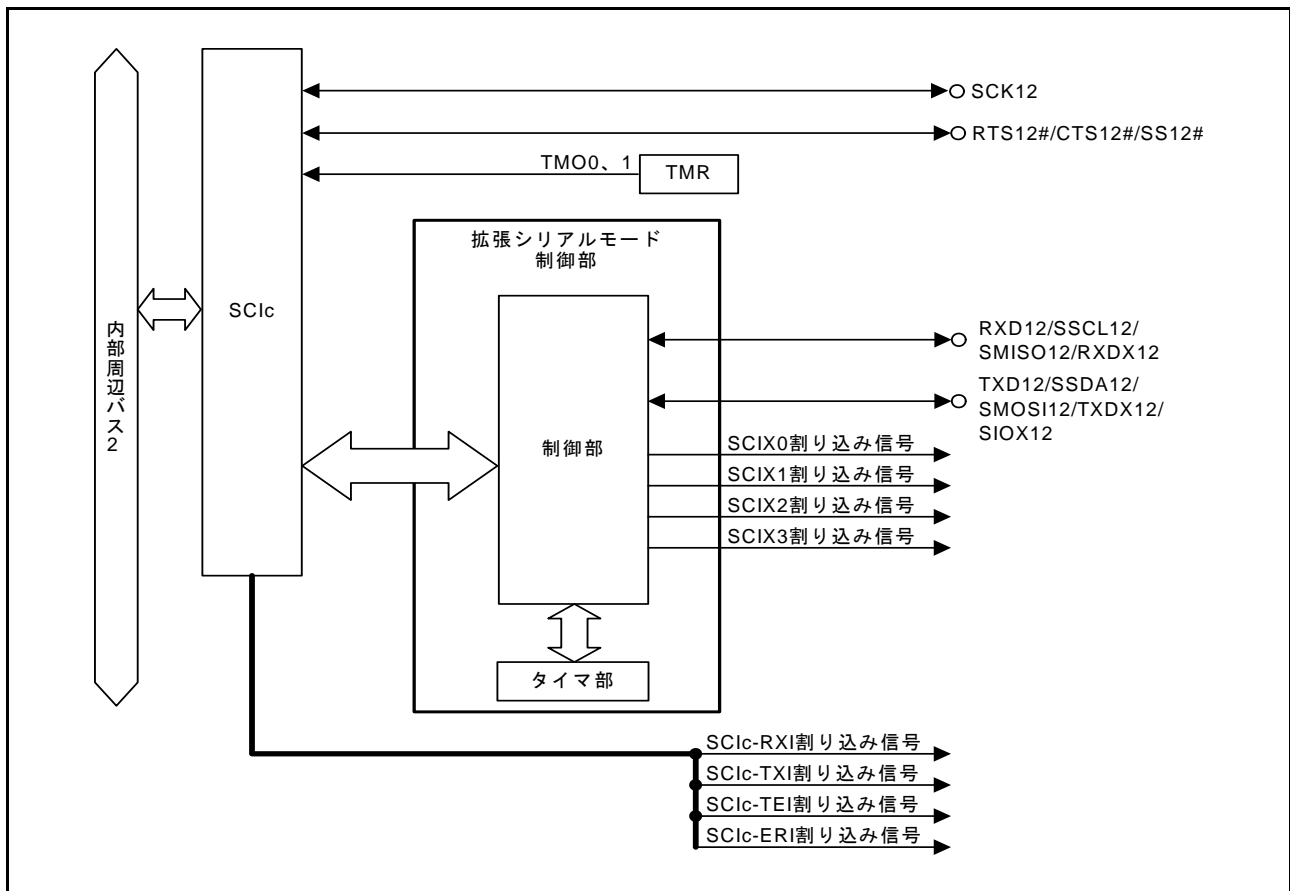 SCK12
RTS12#/CTS12#/SS12#
TMO0、1
TMR
拡張シリアルモード
制御部
SCIc
内部周辺バス2
制御部
RXD12/SSCL12/
SMISO12/RXDX12
TXD12/SSDA12/
SMOSI12/TXDX12/
SIOX12
SCIX0割り込み信号
SCIX1割り込み信号
SCIX2割り込み信号
SCIX3割り込み信号
タイマ部
SCIc-RXI割り込み信号
SCIc-TXI割り込み信号
SCIc-TEI割り込み信号
SCIc-ERI割り込み信号